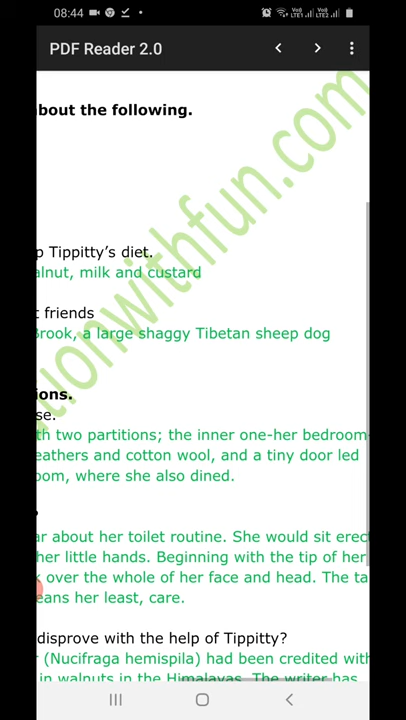 08:44
Vo) LTE1 Vo) LTE2
PDF Reader 2.0
bout the following.
p Tippitty's diet.
alnut, milk and custard
t friends
Brook, a large shaggy Tibetan sheep dog
ions.
se.
th two partitions; the inner one-her bedroom-
eathers and cotton wool, and a tiny door led
oom, where she also dined.
ar about her toilet routine. She would sit erect
her little hands. Beginning with the tip of her
k over the whole of her face and head. The ta
eans her least, care.
disprove with the help of Tippitty?
r (Nucifraga hemispila) had been credited with
in walnuts in the Himalayas. The writer has
tionwithfun.com